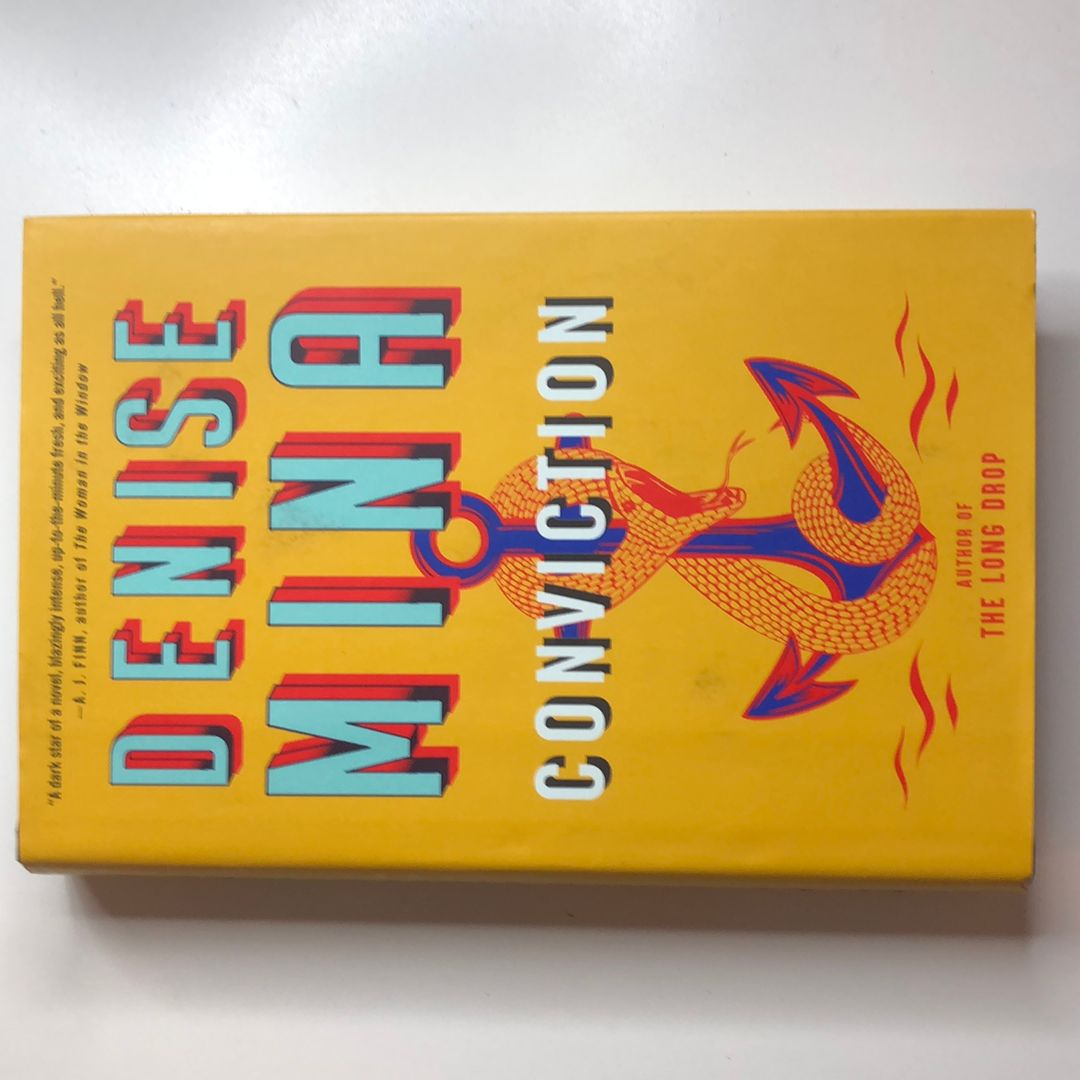 "A dark star of a novel, blazingly intense, up-to-the-minute fresh, and exciting as all hell."
—A. J. FINN, author of The Woman in the Window
DENISE
MINA
CONVICTION
AUTHOR OF
THE LONG DROP